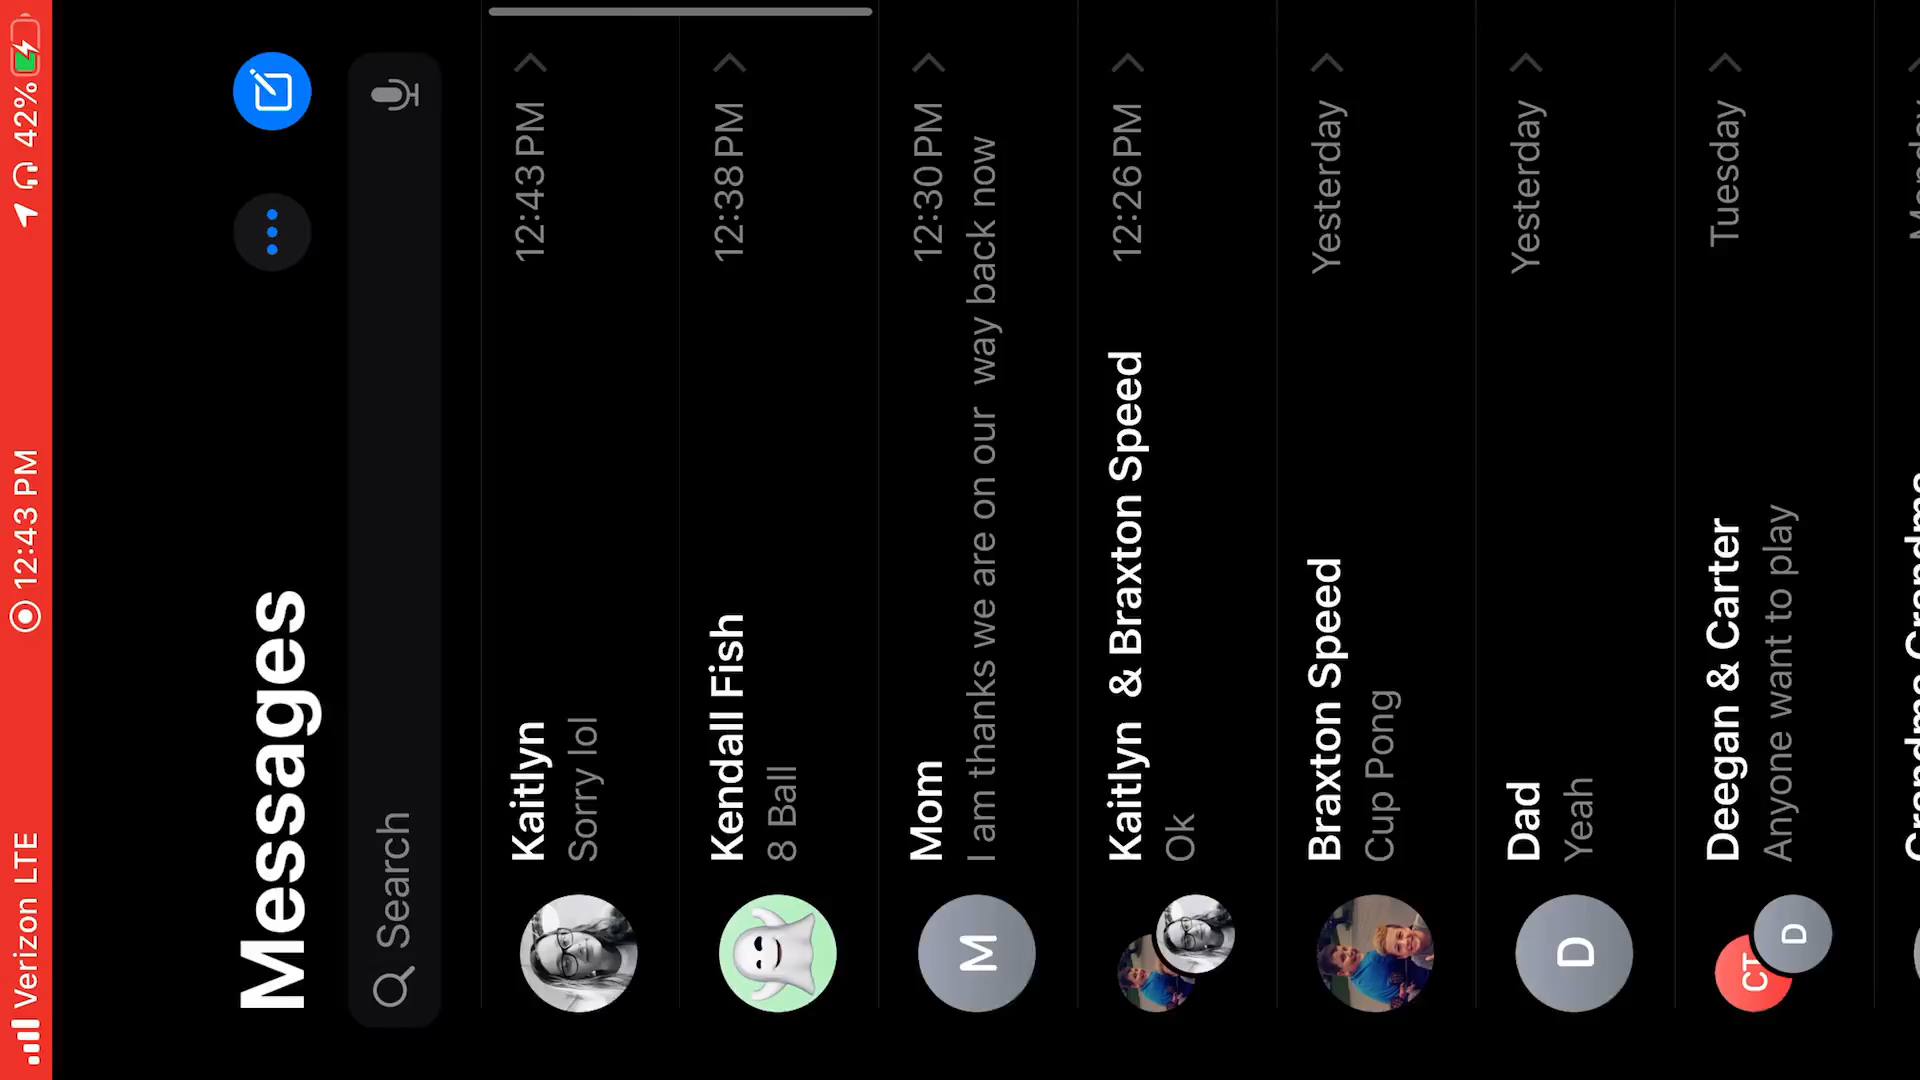 Verizon LTE 12:43 PM 42%
Messages
Search
Kaitlyn 12:43 PM
Sorry lol
Kendall Fish 12:38 PM
8 Ball
M
Mom 12:30 PM
I am thanks we are on our way back now
Kaitlyn & Braxton Speed 12:26 PM
Ok
Braxton Speed Yesterday
Cup Pong
D
Dad Yesterday
Yeah
CT
D
Deegan & Carter Tuesday
Anyone want to play